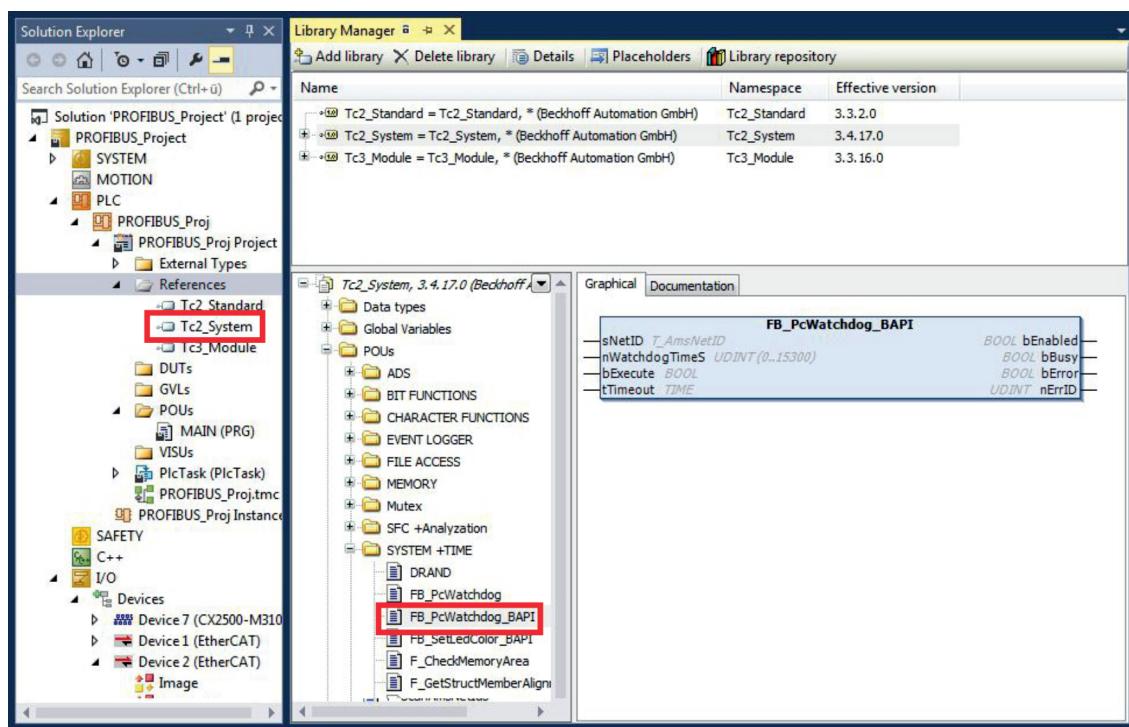 Solution Explorer
Search Solution Explorer (Ctrl+ü)
Solution 'PROFIBUS_Project' (1 projec
PROFIBUS_Project
SYSTEM
MOTION
PLC
PROFIBUS_Proj
PROFIBUS_Proj Project
External Types
References
Tc2_Standard
Tc2_System
Tc3_Module
DUTs
GVLs
POUs
MAIN (PRG)
VISUs
PlcTask (PlcTask)
PROFIBUS_Proj.tmc
PROFIBUS_Proj Instance
SAFETY
C++
I/O
Devices
Device 7 (CX2500-M310
Device 1 (EtherCAT)
Device 2 (EtherCAT)
Image
Library Manager
Add library Delete library Details Placeholders Library repository
Name Namespace Effective version
Tc2_Standard = Tc2_Standard, * (Beckhoff Automation GmbH) Tc2_Standard 3.3.2.0
Tc2_System = Tc2_System, * (Beckhoff Automation GmbH) Tc2_System 3.4.17.0
Tc3_Module = Tc3_Module, * (Beckhoff Automation GmbH) Tc3_Module 3.3.16.0
Tc2_System, 3.4.17.0 (Beckhoff A
Data types
Global Variables
POUs
ADS
BIT FUNCTIONS
CHARACTER FUNCTIONS
EVENT LOGGER
FILE ACCESS
MEMORY
Mutex
SFC +Analyzation
SYSTEM +TIME
DRAND
FB_PcWatchdog
FB_PcWatchdog_BAPI
FB_SetLedColor_BAPI
F_CheckMemoryArea
F_GetStructMemberAlignm
Graphical Documentation
FB_PcWatchdog_BAPI
sNetID T_AmsNetID BOOL bEnabled
nWatchdogTimeS UDINT (0..15300) BOOL bBusy
bExecute BOOL BOOL bError
tTimeout TIME UDINT nErrID